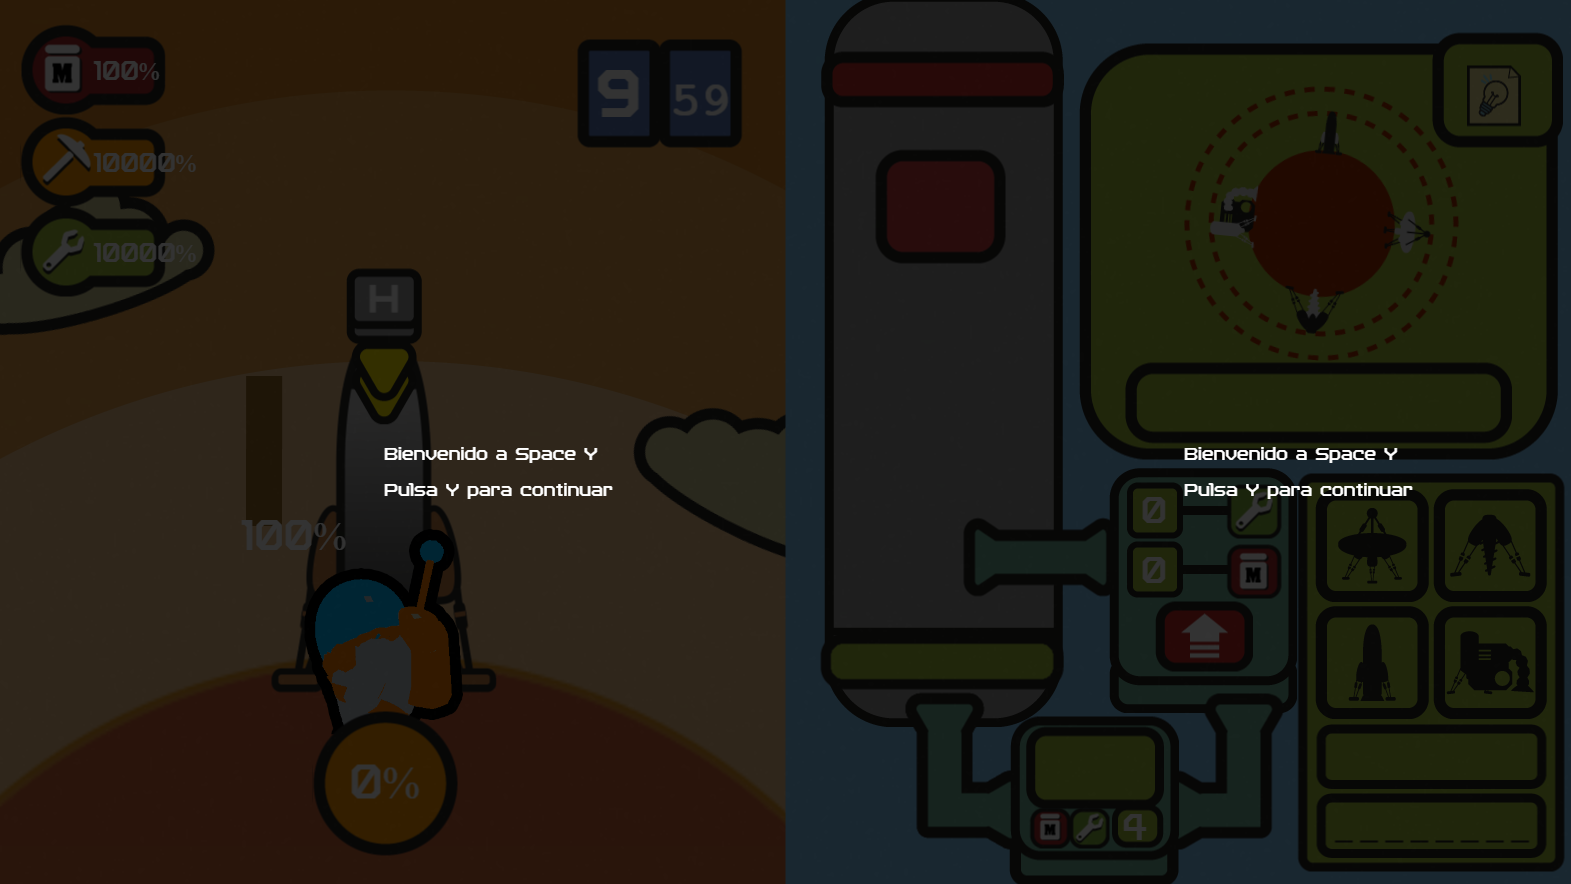 M 100%
10000%
10000%
9 59
H
100%
0%
Bienvenido a Space Y
Pulsa Y para continuar
Bienvenido a Space Y
Pulsa Y para continuar
0
0 M
M 4